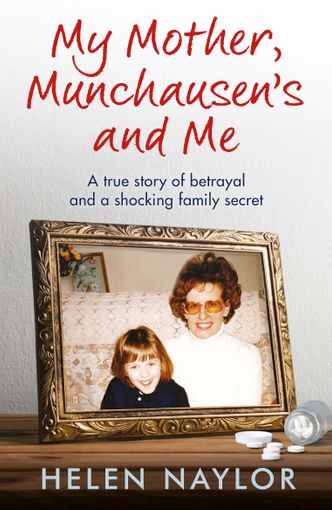 My Mother,
Munchausen's
and Me
A true story of betrayal
and a shocking family secret
HELEN NAYLOR